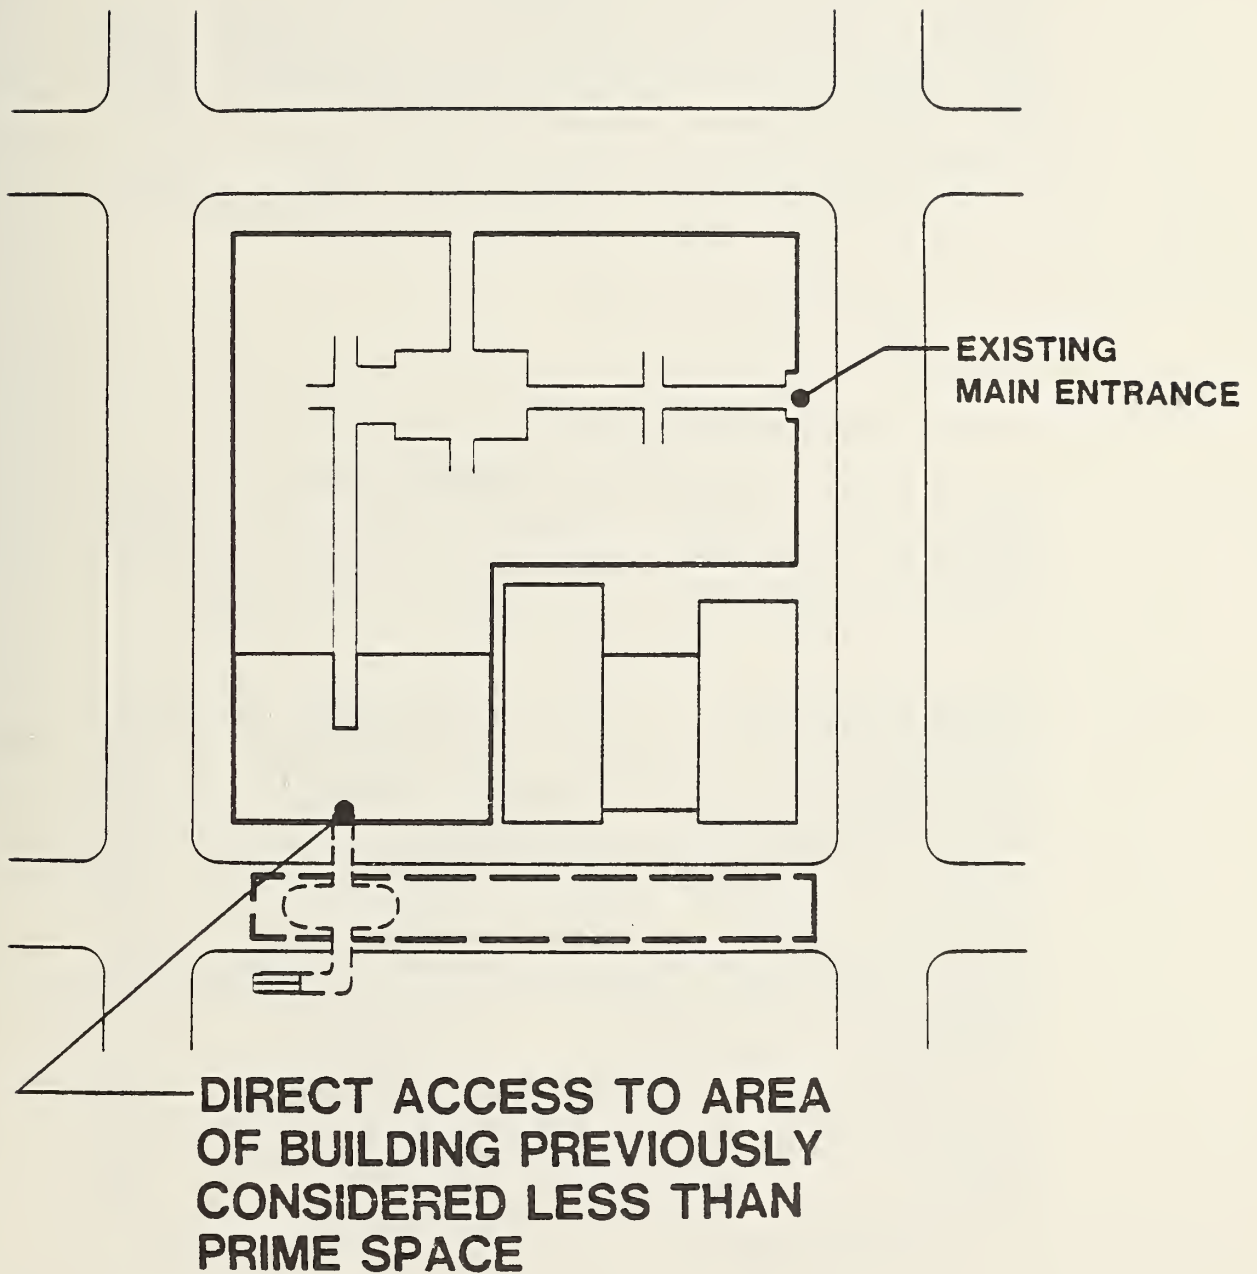 EXISTING
MAIN ENTRANCE
DIRECT ACCESS TO AREA
OF BUILDING PREVIOUSLY
CONSIDERED LESS THAN
PRIME SPACE